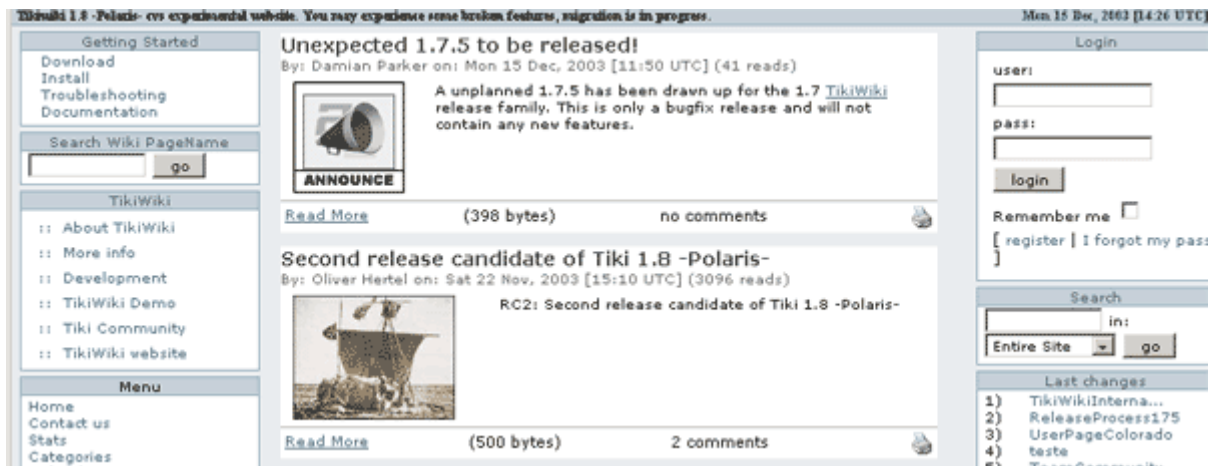 Tikiwiki 1.8 -Polaris- cvs experimental website. You may experience some broken features, migration is in progress.
Mon 15 Dec, 2003 [14:26 UTC]
Getting Started
Download
Install
Troubleshooting
Documentation
Search Wiki PageName
go
TikiWiki
:: About TikiWiki
:: More info
:: Development
:: TikiWiki Demo
:: Tiki Community
:: TikiWiki website
Menu
Home
Contact us
Stats
Categories
Unexpected 1.7.5 to be released!
By: Damian Parker on: Mon 15 Dec, 2003 [11:50 UTC] (41 reads)
A unplanned 1.7.5 has been drawn up for the 1.7 TikiWiki
release family. This is only a bugfix release and will not
contain any new features.
ANNOUNCE
Read More (398 bytes) no comments
Second release candidate of Tiki 1.8 -Polaris-
By: Oliver Hertel on: Sat 22 Nov, 2003 [15:10 UTC] (3096 reads)
RC2: Second release candidate of Tiki 1.8 -Polaris-
Read More (500 bytes) 2 comments
Login
user:
pass:
login
Remember me
[ register | I forgot my pass
]
Search
in:
Entire Site go
Last changes
1) TikiWikiInterna...
2) ReleaseProcess175
3) UserPageColorado
4) teste